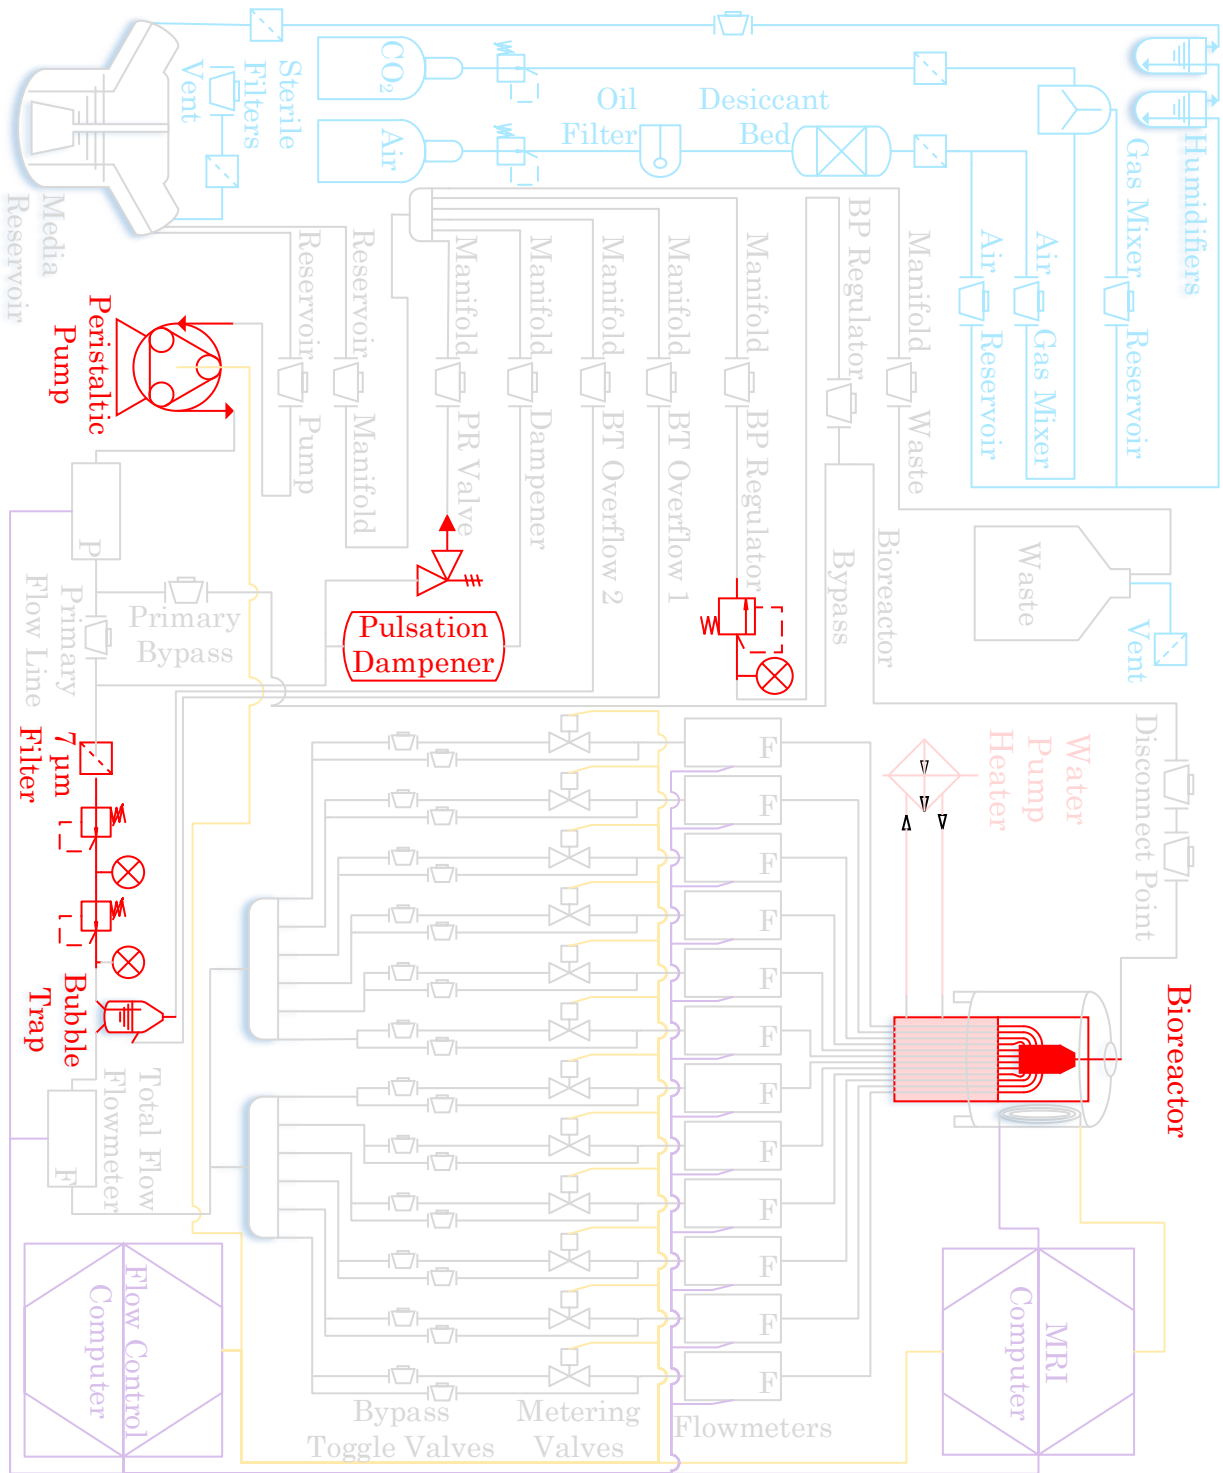 CO2
Air
Sterile
Filters
Vent
Oil
Filter
Desiccant
Bed
Humidifiers
Gas Mixer
Reservoir
Air
Gas Mixer
Air
Reservoir
Media
Reservoir
Reservoir
Pump
Reservoir
Manifold
Manifold
PR Valve
Manifold
Dampener
Manifold
BT Overflow 2
Manifold
BT Overflow 1
Manifold
BP Regulator
BP Regulator
Bypass
Bioreactor
Manifold
Waste
Peristaltic
Pump
P
Primary
Flow Line
Primary
Bypass
Pulsation
Dampener
Waste
Vent
7 µm
Filter
Bubble
Trap
Total Flow
Flowmeter
F
Water
Pump
Heater
Disconnect Point
Bioreactor
F
F
F
F
F
F
F
F
F
F
F
F
Flow Control
Computer
MRI
Computer
Bypass
Toggle Valves
Metering
Valves
Flowmeters